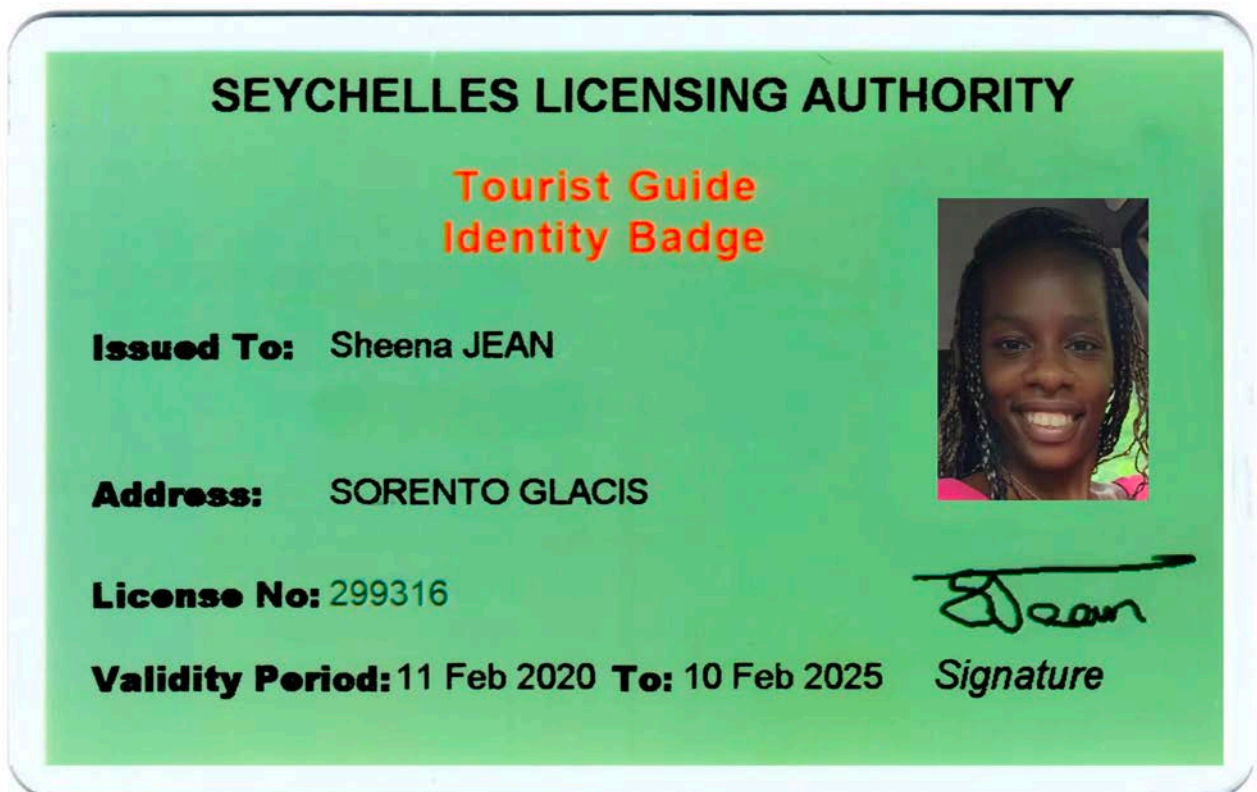 SEYCHELLES LICENSING AUTHORITY
Tourist Guide
Identity Badge
Issued To: Sheena JEAN
Address: SORENTO GLACIS
License No: 299316
SJean
Validity Period: 11 Feb 2020 To: 10 Feb 2025 Signature